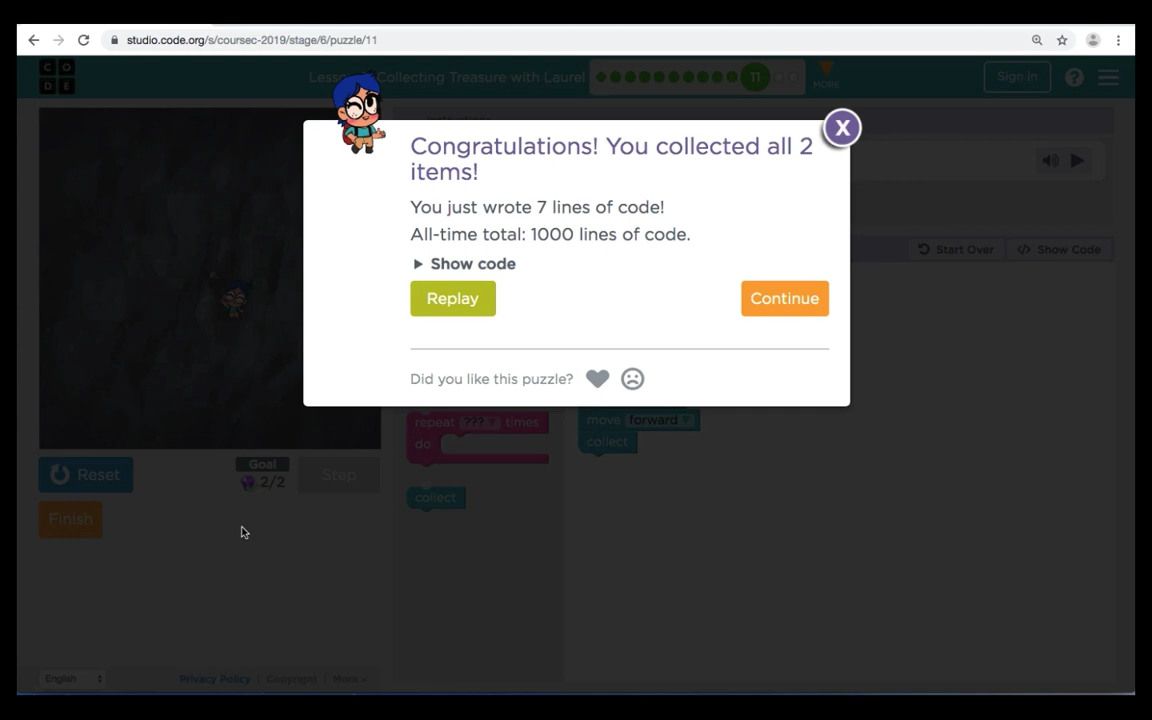 studio.code.org/s/coursec-2019/stage/6/puzzle/11
C O
D E
Collecting Treasure with Laurel
11
MORE
Sign in
?
X
Congratulations! You collected all 2
items!
You just wrote 7 lines of code!
All-time total: 1000 lines of code.
Show code
Replay
Continue
Did you like this puzzle?
Start Over
Show Code
repeat ??? times
do
move forward
collect
collect
Reset
Goal
2/2
Step
Finish
English
Privacy Policy | Copyright | More